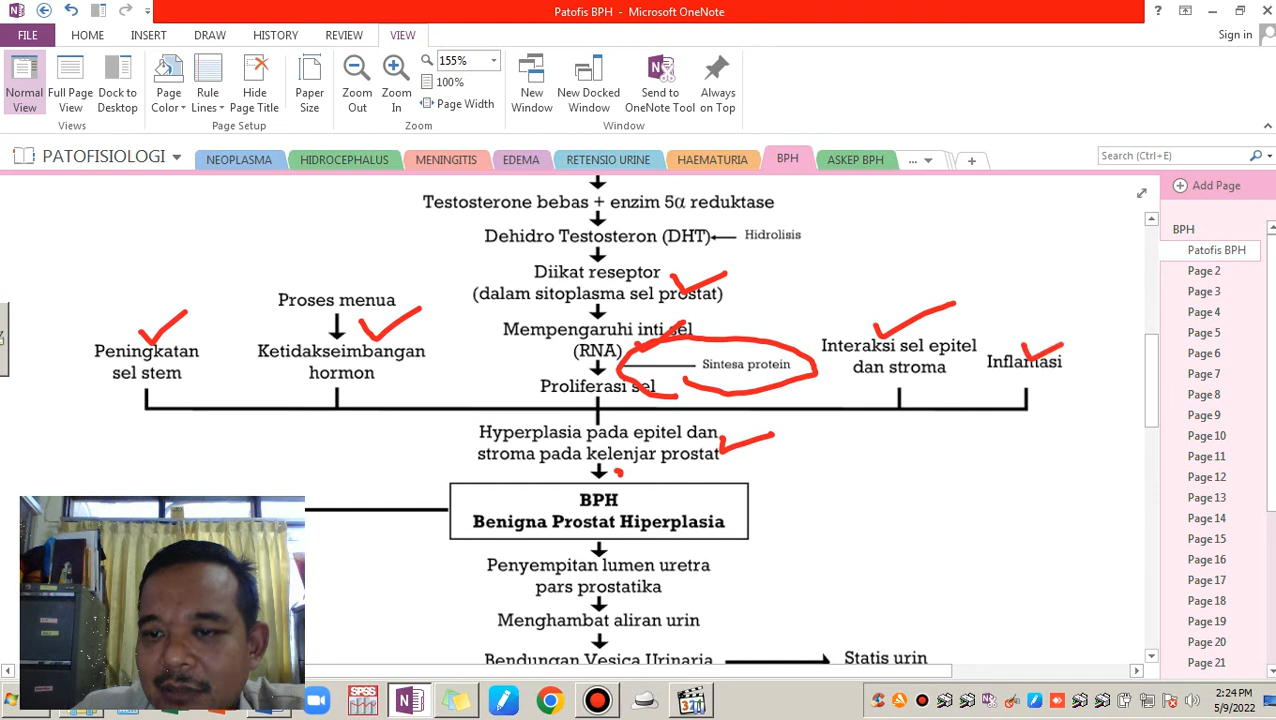 Patofis BPH - Microsoft OneNote
FILE HOME INSERT DRAW HISTORY REVIEW VIEW
Sign in
Normal View
Full Page View
Dock to Desktop
Page Color
Rule Lines
Hide Page Title
Paper Size
Zoom Out
Zoom In
155%
100%
Page Width
New Window
New Docked Window
Send to OneNote Tool
Always on Top
Views Page Setup Zoom Window
PATOFISIOLOGI NEOPLASMA HIDROCEPHALUS MENINGITIS EDEMA RETENSIO URINE HAEMATURIA BPH ASKEP BPH ... +
Search (Ctrl+E)
Add Page
Testosterone bebas + enzim 5α reduktase
Dehidro Testosteron (DHT) Hidrolisis
Diikat reseptor
(dalam sitoplasma sel prostat)
Proses menua
Mempengaruhi inti sel
(RNA)
Peningkatan
sel stem
Ketidakseimbangan
hormon
Sintesa protein
Interaksi sel epitel
dan stroma
Inflamasi
Proliferasi sel
Hyperplasia pada epitel dan
stroma pada kelenjar prostat
BPH
Benigna Prostat Hiperplasia
Penyempitan lumen uretra
pars prostatika
Menghambat aliran urin
Bendungan Vesica Urinaria
Statis urin
BPH
Patofis BPH
Page 2
Page 3
Page 4
Page 5
Page 6
Page 7
Page 8
Page 9
Page 10
Page 11
Page 12
Page 13
Page 14
Page 15
Page 16
Page 17
Page 18
Page 19
Page 20
Page 21
SPSS
321
2:24 PM
5/9/2022